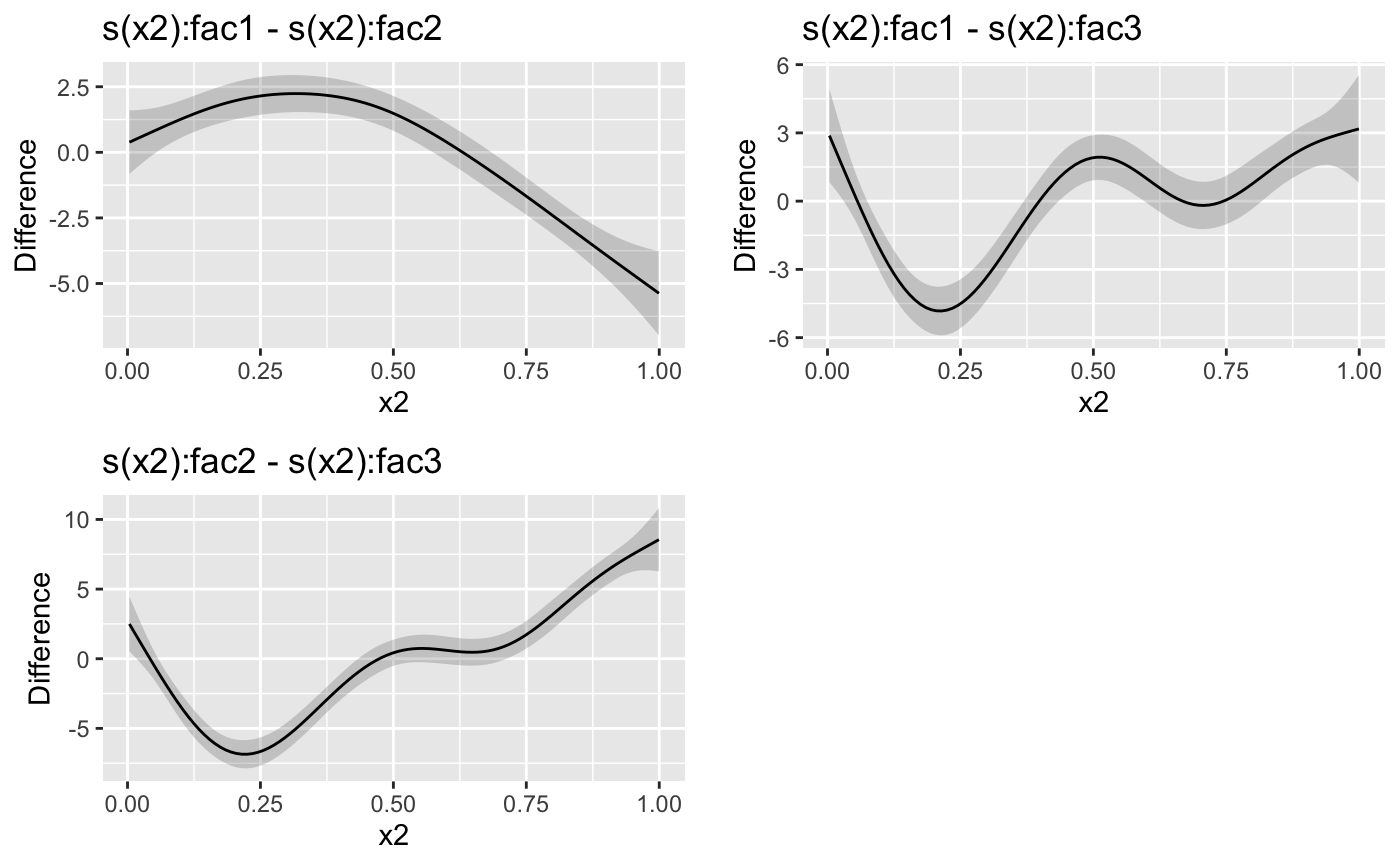 s(x2):fac1 - s(x2):fac2
2.5
0.0
-2.5
-5.0
Difference
0.00 0.25 0.50 0.75 1.00
x2
s(x2):fac1 - s(x2):fac3
6
3
0
-3
-6
Difference
0.00 0.25 0.50 0.75 1.00
x2
s(x2):fac2 - s(x2):fac3
10
5
0
-5
Difference
0.00 0.25 0.50 0.75 1.00
x2